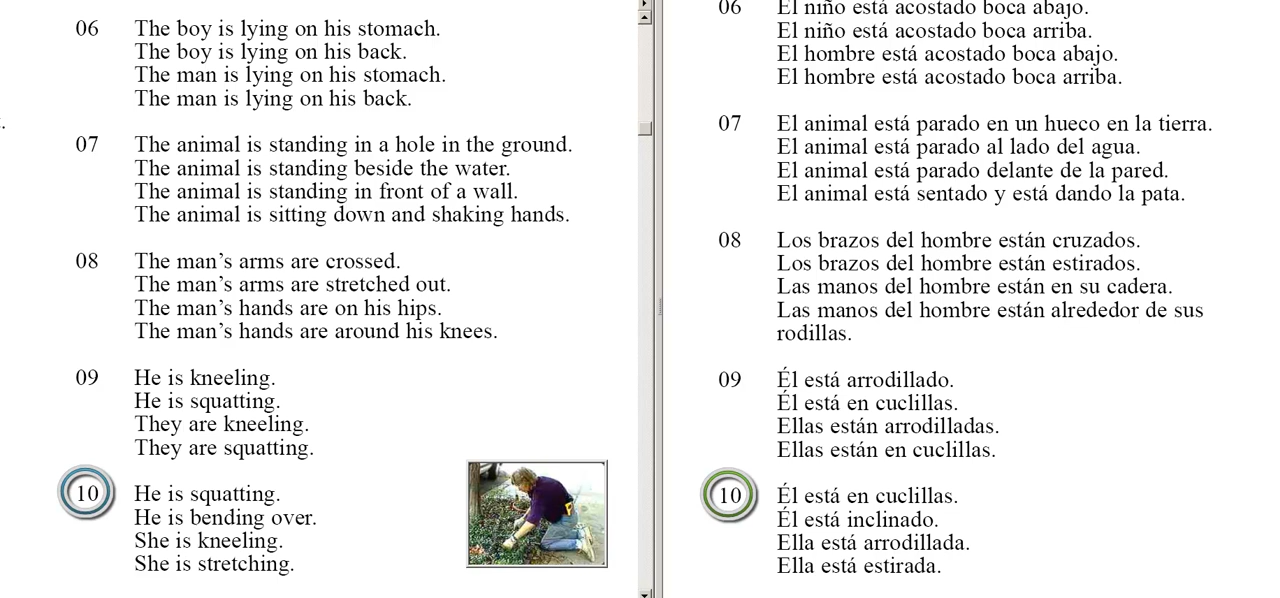 06 The boy is lying on his stomach.
The boy is lying on his back.
The man is lying on his stomach.
The man is lying on his back.
07 The animal is standing in a hole in the ground.
The animal is standing beside the water.
The animal is standing in front of a wall.
The animal is sitting down and shaking hands.
08 The man’s arms are crossed.
The man’s arms are stretched out.
The man’s hands are on his hips.
The man’s hands are around his knees.
09 He is kneeling.
He is squatting.
They are kneeling.
They are squatting.
10 He is squatting.
He is bending over.
She is kneeling.
She is stretching.
06 El niño está acostado boca abajo.
El niño está acostado boca arriba.
El hombre está acostado boca abajo.
El hombre está acostado boca arriba.
07 El animal está parado en un hueco en la tierra.
El animal está parado al lado del agua.
El animal está parado delante de la pared.
El animal está sentado y está dando la pata.
08 Los brazos del hombre están cruzados.
Los brazos del hombre están estirados.
Las manos del hombre están en su cadera.
Las manos del hombre están alrededor de sus
rodillas.
09 Él está arrodillado.
Él está en cuclillas.
Ellas están arrodilladas.
Ellas están en cuclillas.
10 Él está en cuclillas.
Él está inclinado.
Ella está arrodillada.
Ella está estirada.